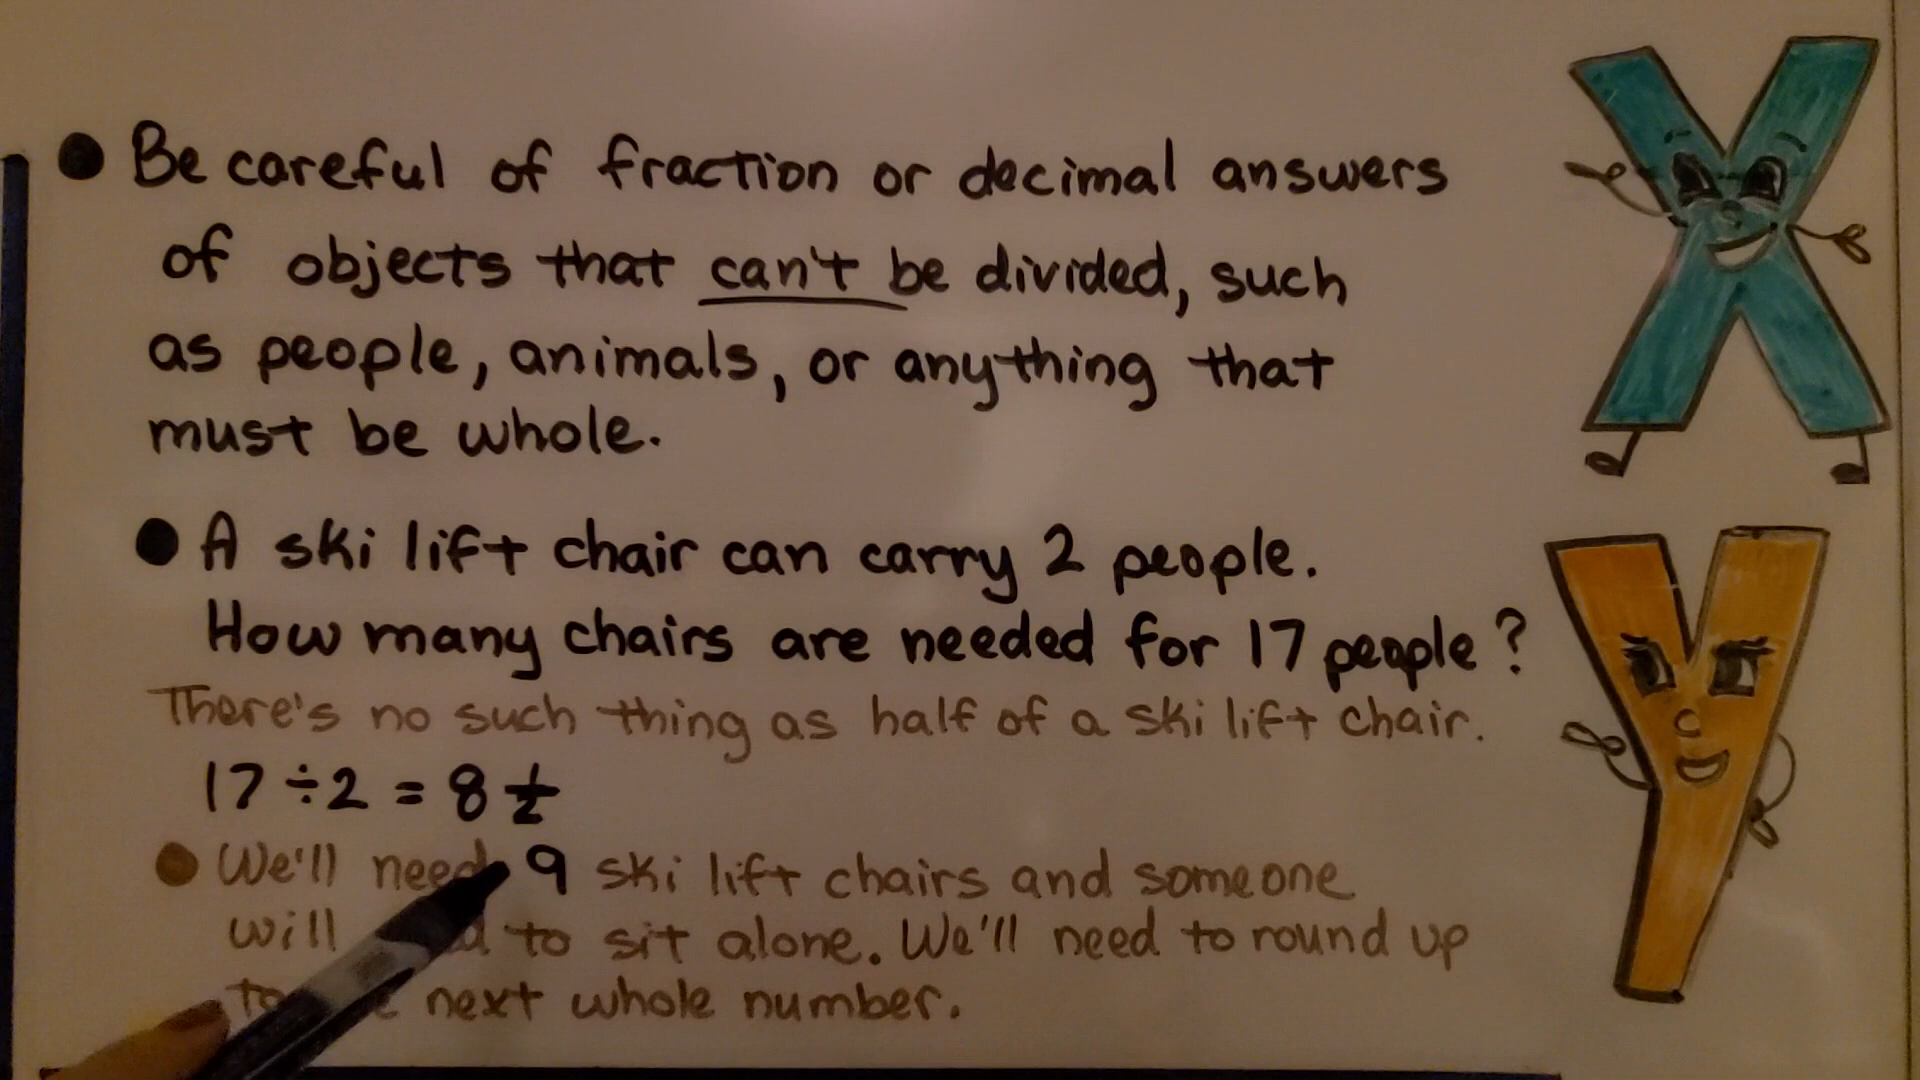 ● Be careful of fraction or decimal answers
of objects that can't be divided, such
as people, animals, or anything that
must be whole.
● A ski lift chair can carry 2 people.
How many chairs are needed for 17 people?
There's no such thing as half of a ski lift chair.
17 ÷ 2 = 8 1/2
● We'll need 9 ski lift chairs and someone
will to sit alone. We'll need to round up
next whole number.